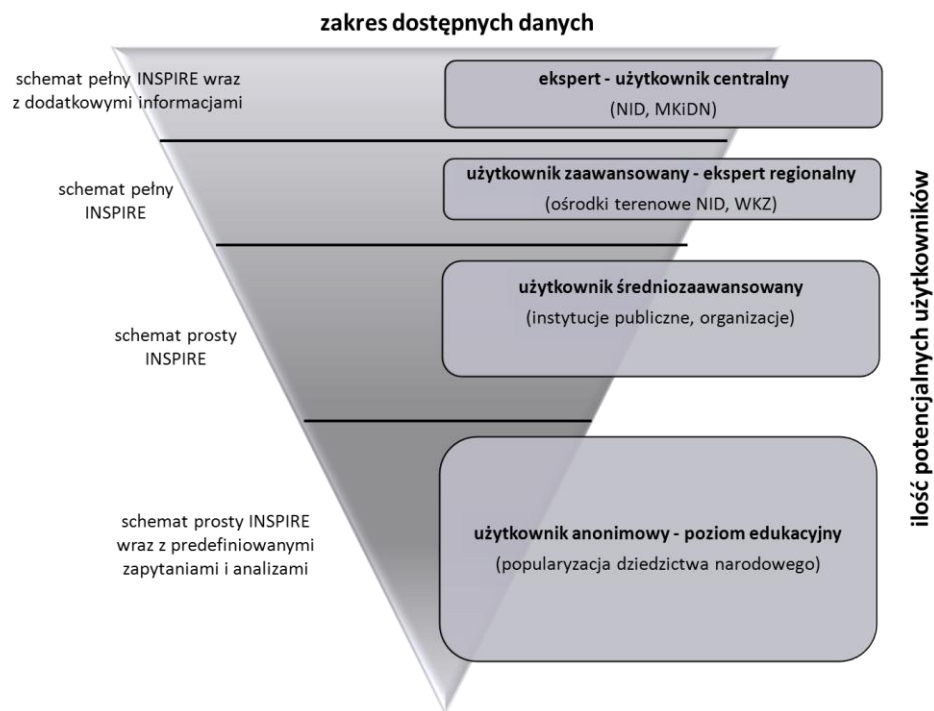 zakres dostępnych danych
schemat pełny INSPIRE wraz
z dodatkowymi informacjami
ekspert - użytkownik centralny
(NID, MKiDN)
schemat pełny
INSPIRE
użytkownik zaawansowany - ekspert regionalny
(ośrodki terenowe NID, WKZ)
schemat prosty
INSPIRE
użytkownik średniozaawansowany
(instytucje publiczne, organizacje)
schemat prosty INSPIRE
wraz z predefiniowanymi
zapytaniami i analizami
użytkownik anonimowy - poziom edukacyjny
(popularyzacja dziedzictwa narodowego)
ilość potencjalnych użytkowników